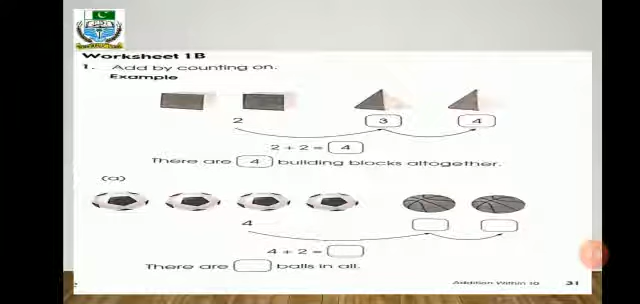 Worksheet 1B
1. Add by counting on.
Example
2 3 4
2 + 2 = 4
There are 4 building blocks altogether.
(a)
4
4 + 2 =
There are balls in all.
Addition Within 10 31